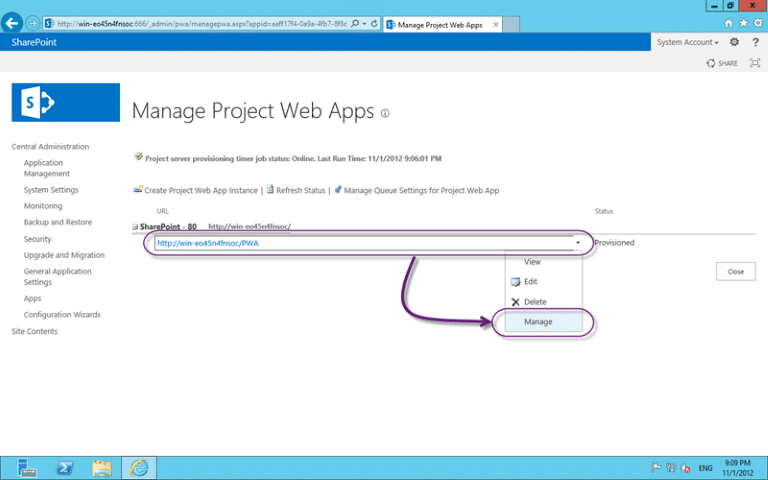 http://win-eo45n4fnsoc:666/_admin/pwa/managepwa.aspx?appid=aaff17f4-0a9a-4fb7-8f8c
Manage Project Web Apps
SharePoint
System Account
?
SHARE
S
Manage Project Web Apps
Central Administration
Application
Management
System Settings
Monitoring
Backup and Restore
Security
Upgrade and Migration
General Application
Settings
Apps
Configuration Wizards
Site Contents
Project server provisioning timer job status: Online. Last Run Time: 11/1/2012 9:06:01 PM
Create Project Web App Instance | Refresh Status | Manage Queue Settings for Project Web App
URL Status
SharePoint - 80 http://win-eo45n4fnsoc/
http://win-eo45n4fnsoc/PWA Provisioned
View
Edit
Delete
Manage
Close
ENG
9:09 PM
11/1/2012